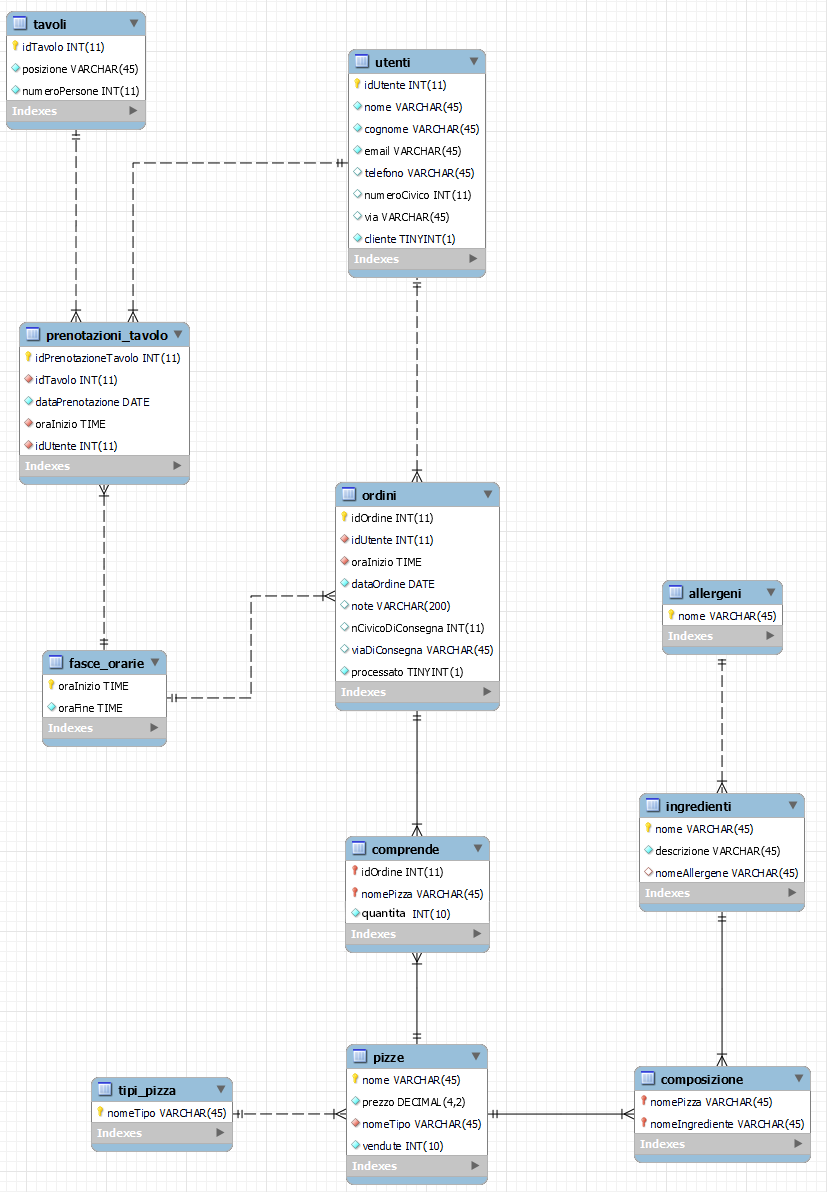 tavoli
idTavolo INT(11)
posizione VARCHAR(45)
numeroPersone INT(11)
Indexes
utenti
idUtente INT(11)
nome VARCHAR(45)
cognome VARCHAR(45)
email VARCHAR(45)
telefono VARCHAR(45)
numeroCivico INT(11)
via VARCHAR(45)
cliente TINYINT(1)
Indexes
prenotazioni_tavolo
idPrenotazioneTavolo INT(11)
idTavolo INT(11)
dataPrenotazione DATE
oraInizio TIME
idUtente INT(11)
Indexes
ordini
idOrdine INT(11)
idUtente INT(11)
oraInizio TIME
dataOrdine DATE
note VARCHAR(200)
nCivicoDiConsegna INT(11)
viaDiConsegna VARCHAR(45)
processato TINYINT(1)
Indexes
allergeni
nome VARCHAR(45)
Indexes
fasce_orarie
oraInizio TIME
oraFine TIME
Indexes
ingredienti
nome VARCHAR(45)
descrizione VARCHAR(45)
nomeAllergene VARCHAR(45)
Indexes
comprende
idOrdine INT(11)
nomePizza VARCHAR(45)
quantita INT(10)
Indexes
pizze
nome VARCHAR(45)
prezzo DECIMAL(4,2)
nomeTipo VARCHAR(45)
vendute INT(10)
Indexes
tipi_pizza
nomeTipo VARCHAR(45)
Indexes
composizione
nomePizza VARCHAR(45)
nomeIngrediente VARCHAR(45)
Indexes